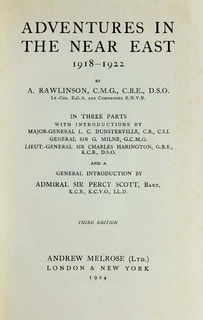 ADVENTURES IN
THE NEAR EAST
1918-1922
BY
A. RAWLINSON, C.M.G., C.B.E., D.S.O.
LT.-COL. R.G.A. AND COMMANDER R.N.V.R.
IN THREE PARTS
WITH INTRODUCTIONS BY
MAJOR-GENERAL L. C. DUNSTERVILLE, C.B., C.S.I.
GENERAL SIR G. MILNE, G.C.M.G.
LIEUT.-GENERAL SIR CHARLES HARINGTON, G.B.E.,
K.C.B., D.S.O.
AND A
GENERAL INTRODUCTION BY
ADMIRAL SIR PERCY SCOTT, BART.
K.C.B., K.C.V.O., LL.D.
THIRD EDITION
ANDREW MELROSE (LTD.)
LONDON & NEW YORK
1924